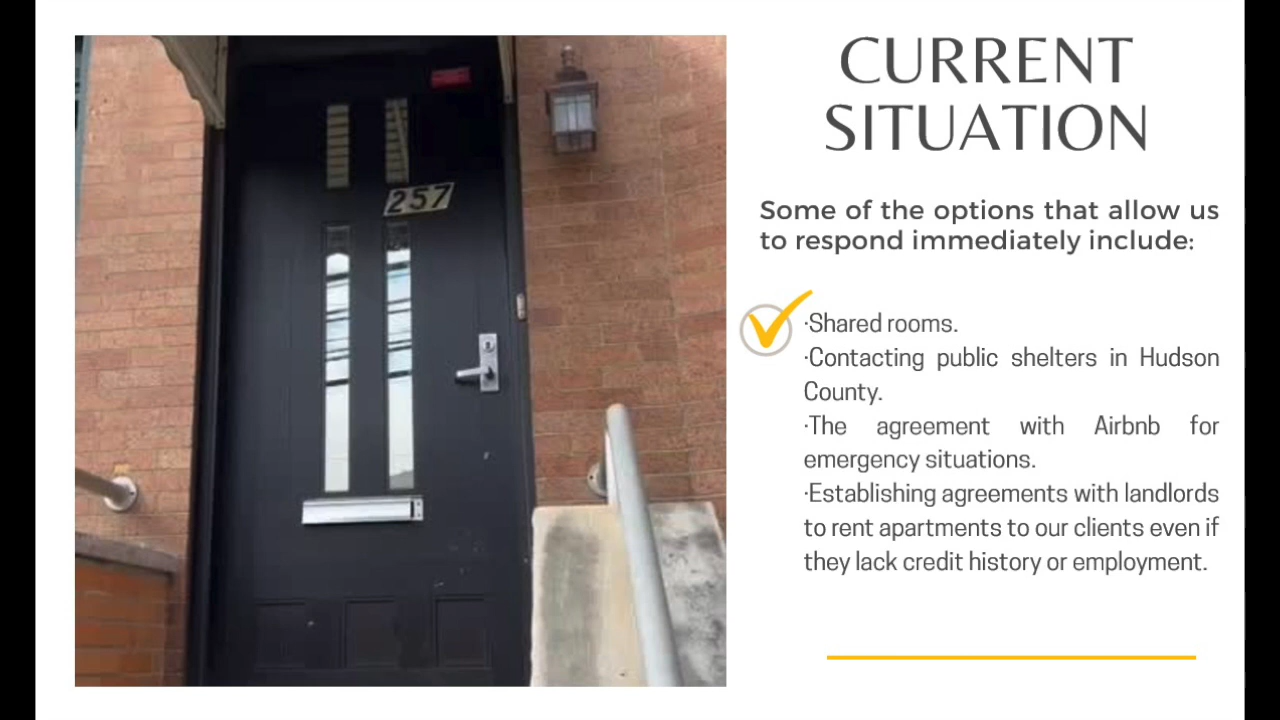 CURRENT
SITUATION
257
Some of the options that allow us
to respond immediately include:
·Shared rooms.
·Contacting public shelters in Hudson
County.
·The agreement with Airbnb for
emergency situations.
·Establishing agreements with landlords
to rent apartments to our clients even if
they lack credit history or employment.